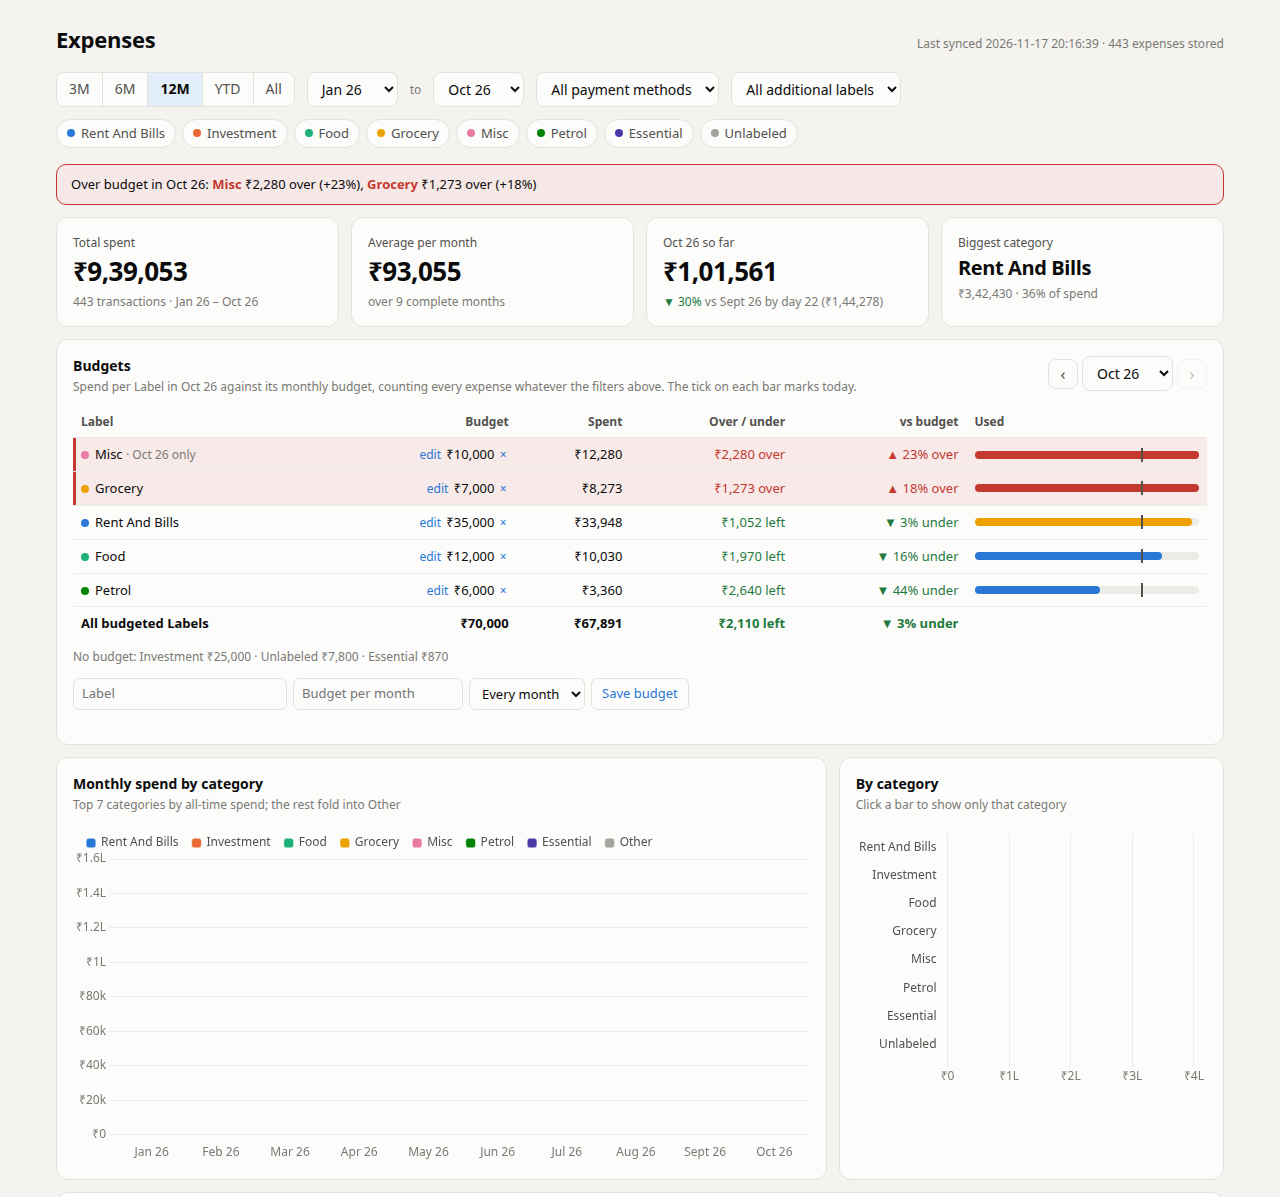 Expenses
Last synced 2026-11-17 20:16:39 · 443 expenses stored
3M 6M 12M YTD All Jan 26 to Oct 26 All payment methods All additional labels
Rent And Bills Investment Food Grocery Misc Petrol Essential Unlabeled
Over budget in Oct 26: Misc ₹2,280 over (+23%), Grocery ₹1,273 over (+18%)
Total spent
₹9,39,053
443 transactions · Jan 26 – Oct 26
Average per month
₹93,055
over 9 complete months
Oct 26 so far
₹1,01,561
▼ 30% vs Sept 26 by day 22 (₹1,44,278)
Biggest category
Rent And Bills
₹3,42,430 · 36% of spend
Budgets
Spend per Label in Oct 26 against its monthly budget, counting every expense whatever the filters above. The tick on each bar marks today.
‹ Oct 26 ›
Label Budget Spent Over / under vs budget Used
Misc · Oct 26 only edit ₹10,000 × ₹12,280 ₹2,280 over ▲ 23% over
Grocery edit ₹7,000 × ₹8,273 ₹1,273 over ▲ 18% over
Rent And Bills edit ₹35,000 × ₹33,948 ₹1,052 left ▼ 3% under
Food edit ₹12,000 × ₹10,030 ₹1,970 left ▼ 16% under
Petrol edit ₹6,000 × ₹3,360 ₹2,640 left ▼ 44% under
All budgeted Labels ₹70,000 ₹67,891 ₹2,110 left ▼ 3% under
No budget: Investment ₹25,000 · Unlabeled ₹7,800 · Essential ₹870
Label Budget per month Every month Save budget
Monthly spend by category
Top 7 categories by all-time spend; the rest fold into Other
Rent And Bills Investment Food Grocery Misc Petrol Essential Other
₹1.6L
₹1.4L
₹1.2L
₹1L
₹80k
₹60k
₹40k
₹20k
₹0
Jan 26 Feb 26 Mar 26 Apr 26 May 26 Jun 26 Jul 26 Aug 26 Sept 26 Oct 26
By category
Click a bar to show only that category
Rent And Bills
Investment
Food
Grocery
Misc
Petrol
Essential
Unlabeled
₹0 ₹1L ₹2L ₹3L ₹4L